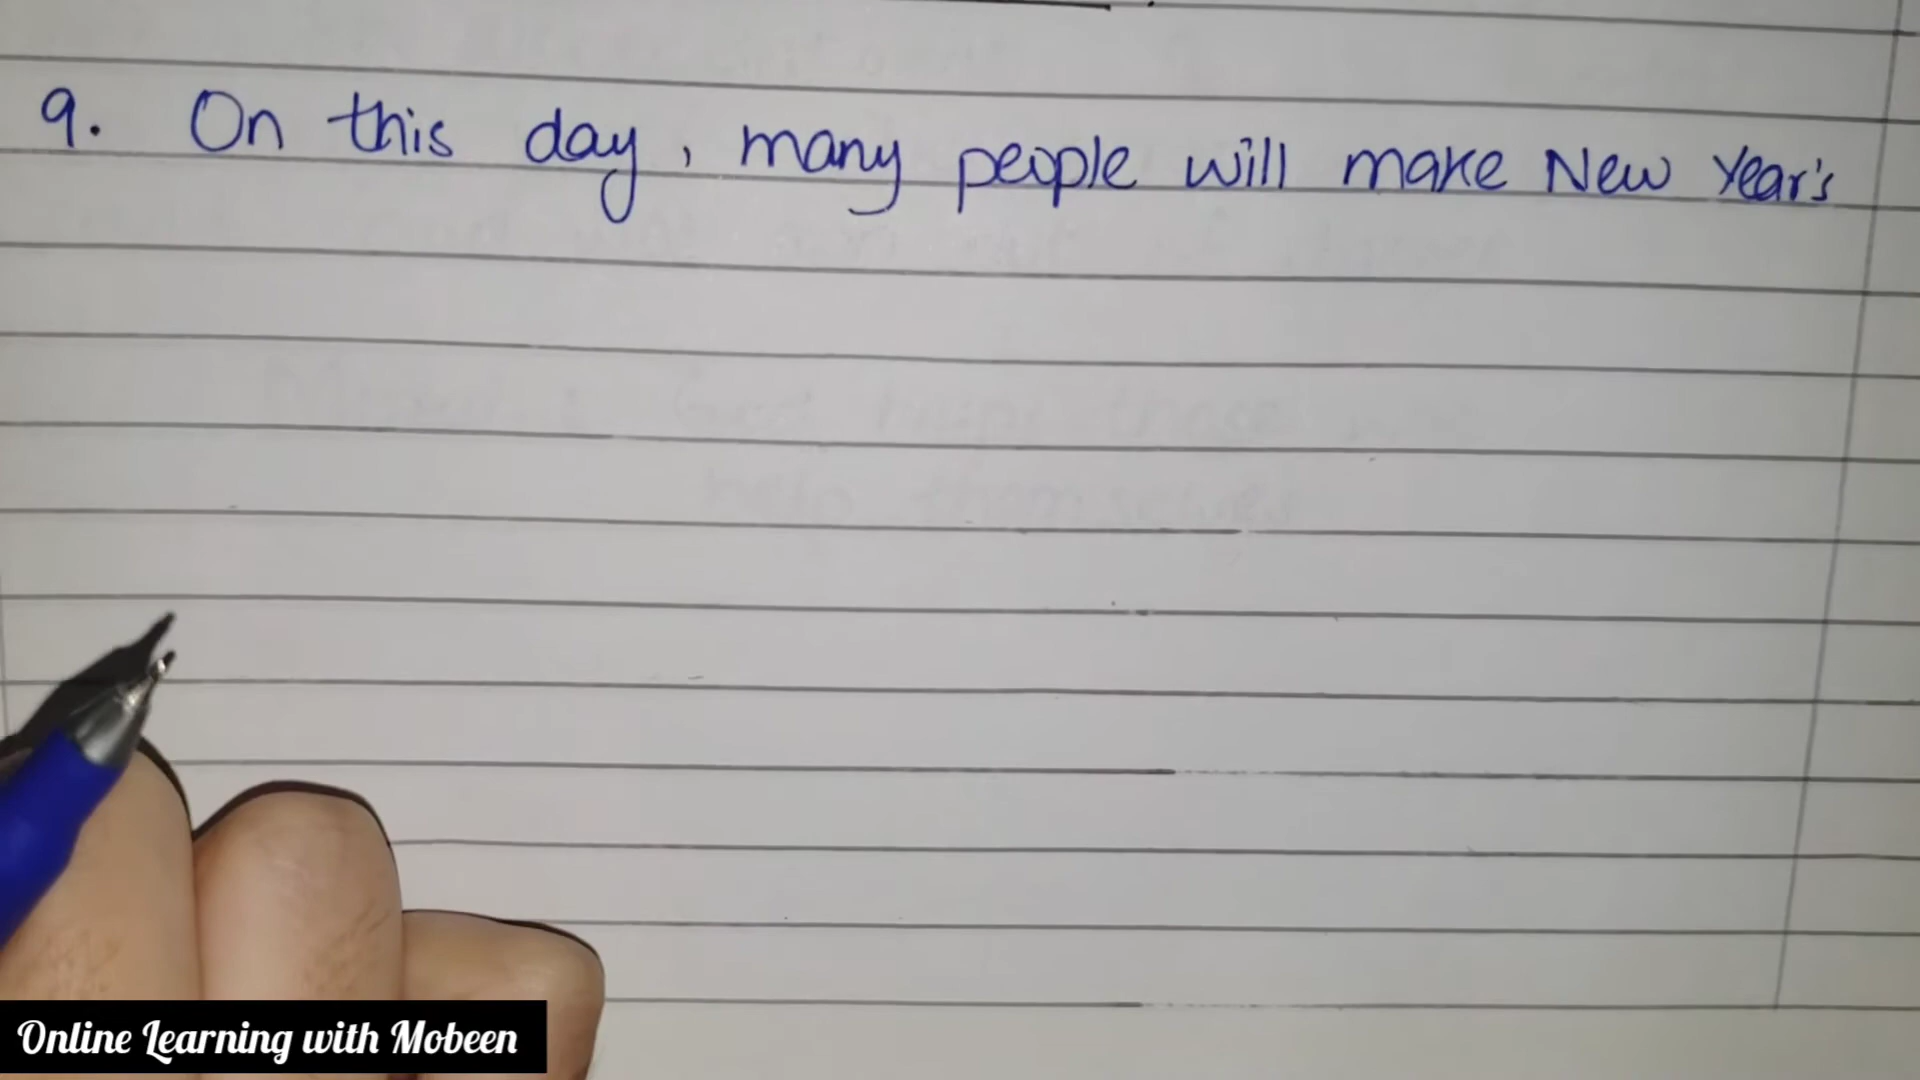 9. On this day, many people will make New Year's
Online Learning with Mobeen